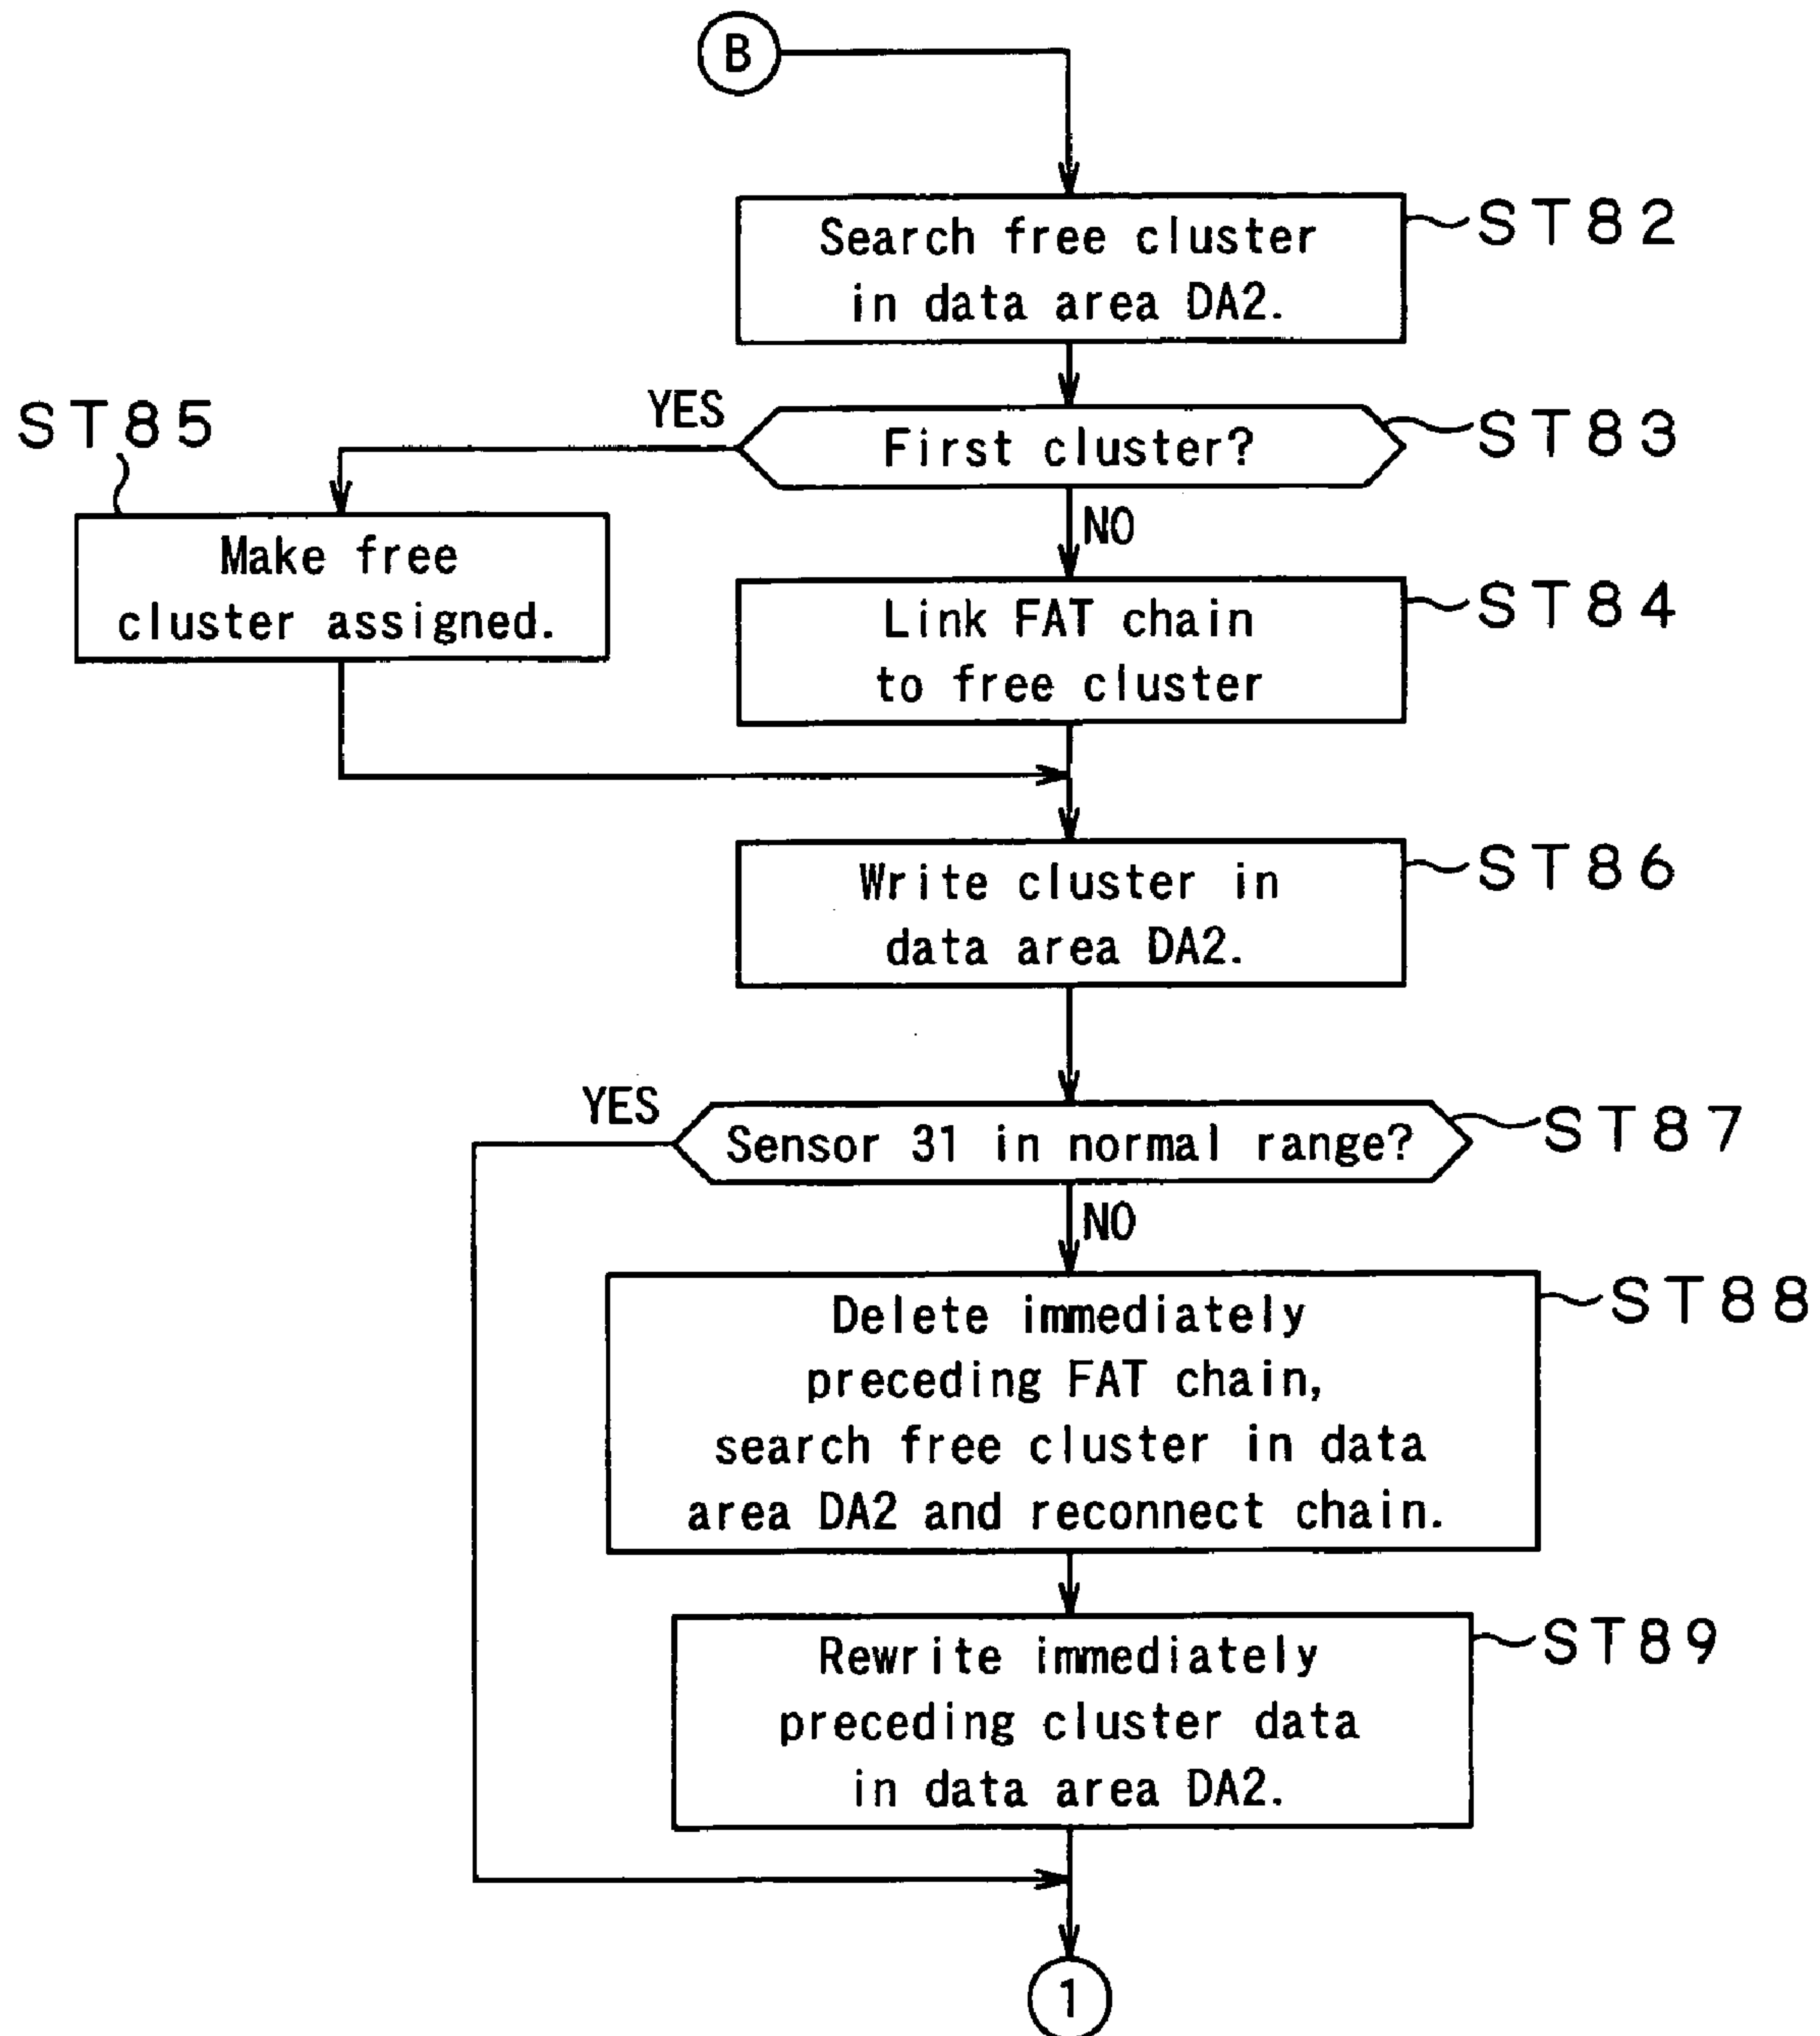 B
Search free cluster
in data area DA2.
ST82
YES
First cluster?
ST83
ST85
NO
Make free
cluster assigned.
Link FAT chain
to free cluster
ST84
Write cluster in
data area DA2.
ST86
YES
Sensor 31 in normal range?
ST87
NO
Delete immediately
preceding FAT chain,
search free cluster in data
area DA2 and reconnect chain.
ST88
Rewrite immediately
preceding cluster data
in data area DA2.
ST89
1